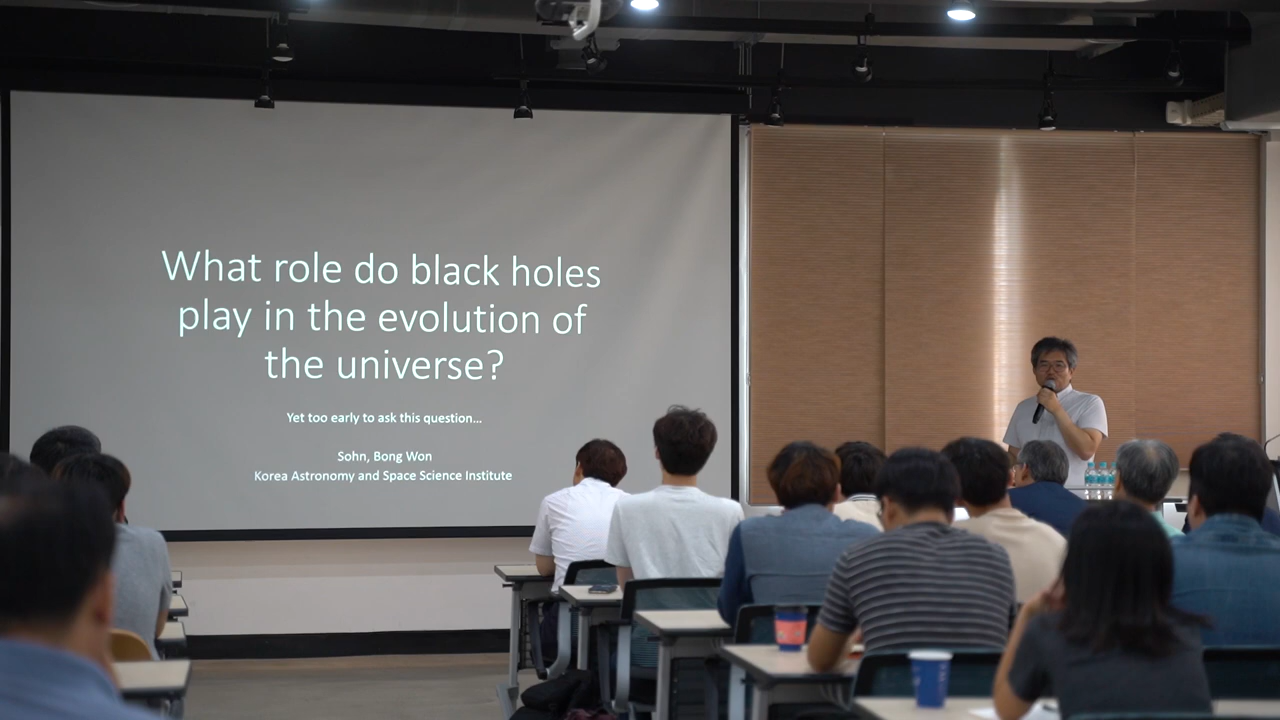 What role do black holes
play in the evolution of
the universe?
Yet too early to ask this question...
Sohn, Bong Won
Korea Astronomy and Space Science Institute